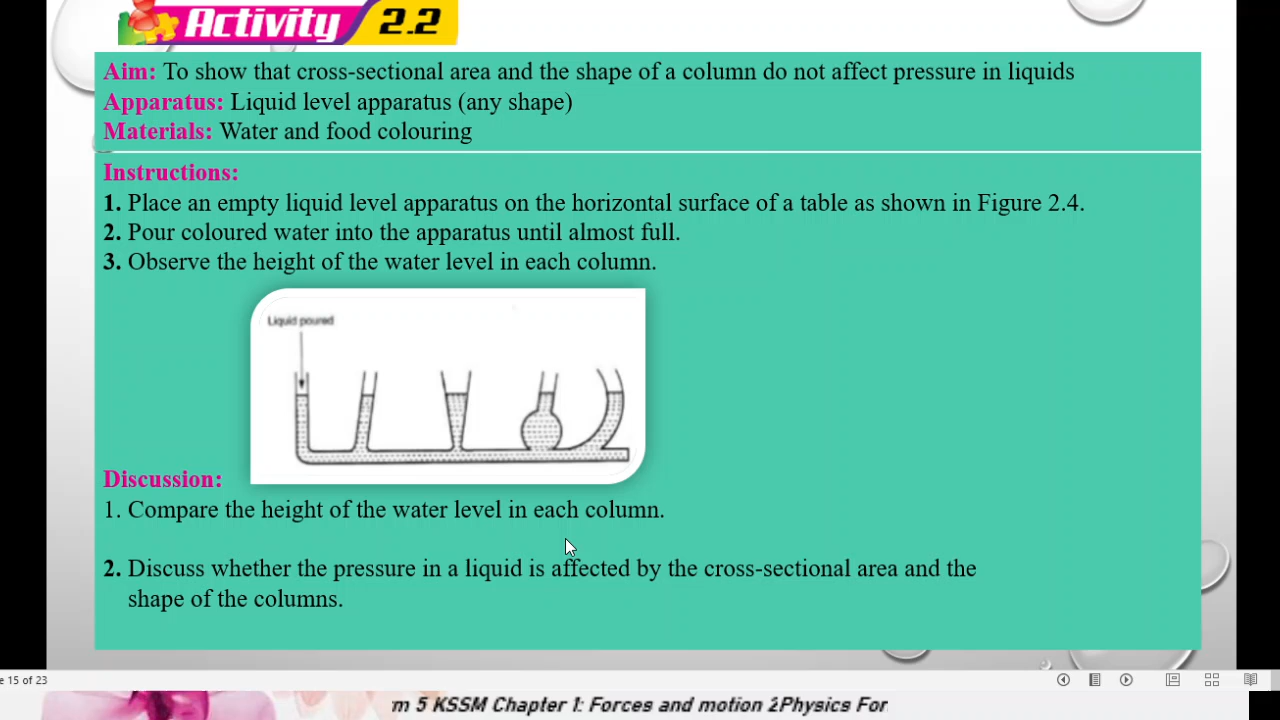 Activity 2.2
Aim: To show that cross-sectional area and the shape of a column do not affect pressure in liquids
Apparatus: Liquid level apparatus (any shape)
Materials: Water and food colouring
Instructions:
1. Place an empty liquid level apparatus on the horizontal surface of a table as shown in Figure 2.4.
2. Pour coloured water into the apparatus until almost full.
3. Observe the height of the water level in each column.
Liquid poured
Discussion:
1. Compare the height of the water level in each column.
2. Discuss whether the pressure in a liquid is affected by the cross-sectional area and the
shape of the columns.
e 15 of 23
m 5 KSSM Chapter 1: Forces and motion 2Physics For